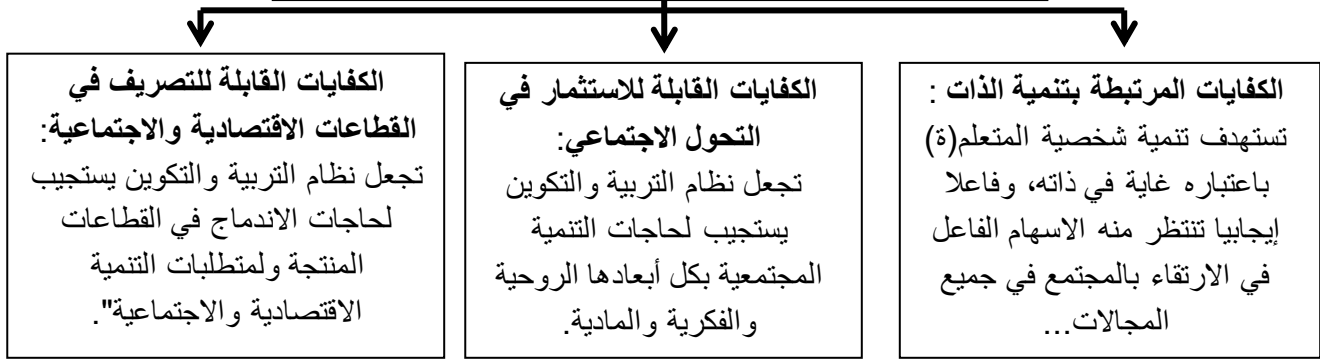 الكفايات المرتبطة بتنمية الذات :
تستهدف تنمية شخصية المتعلم(ة)
باعتباره غاية في ذاته، وفاعلا
إيجابيا تنتظر منه الاسهام الفاعل
في الارتقاء بالمجتمع في جميع
المجالات...
الكفايات القابلة للاستثمار في
التحول الاجتماعي:
تجعل نظام التربية والتكوين
يستجيب لحاجات التنمية
المجتمعية بكل أبعادها الروحية
والفكرية والمادية.
الكفايات القابلة للتصريف في
القطاعات الاقتصادية والاجتماعية:
تجعل نظام التربية والتكوين يستجيب
لحاجات الاندماج في القطاعات
المنتجة ولمتطلبات التنمية
الاقتصادية والاجتماعية".